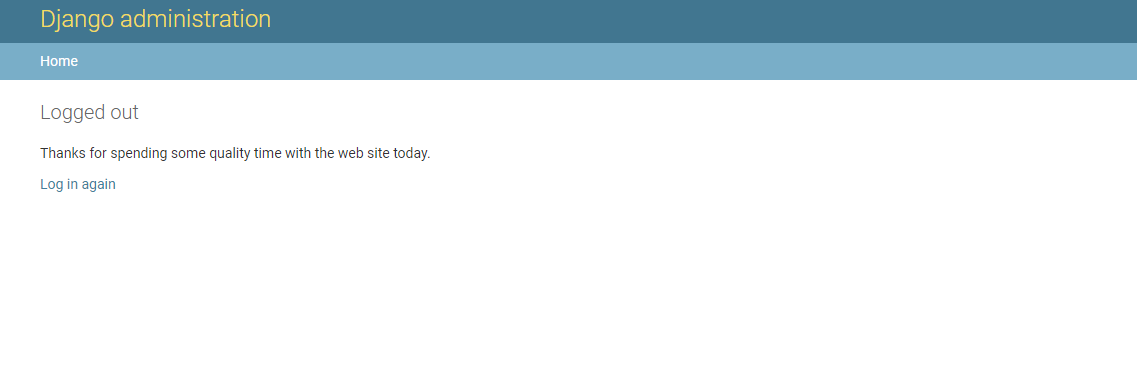 Django administration
Home
Logged out
Thanks for spending some quality time with the web site today.
Log in again